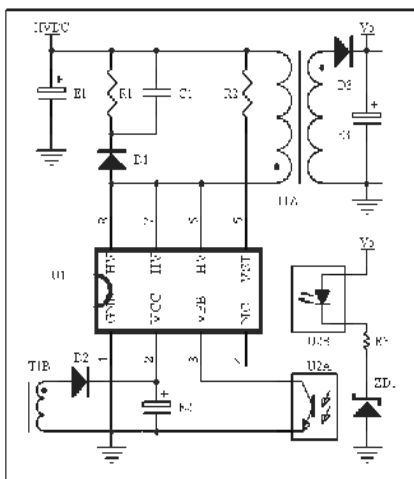 HVDC
Vo
E1
R1
C1
R2
D3
E3
D1
T1A
8
7
6
5
U1
HV
HV
HV
VST
GND
VCC
VFB
NC
1
2
3
4
Vo
U2B
R3
T1B
D2
E2
U2A
ZD1